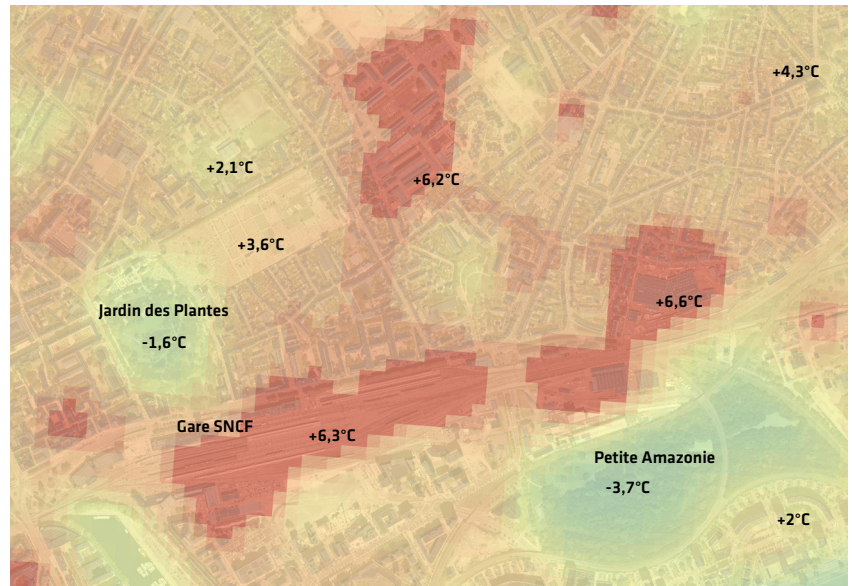 +4,3°C
+2,1°C
+6,2°C
+3,6°C
+6,6°C
Jardin des Plantes
-1,6°C
Gare SNCF
+6,3°C
Petite Amazonie
-3,7°C
+2°C